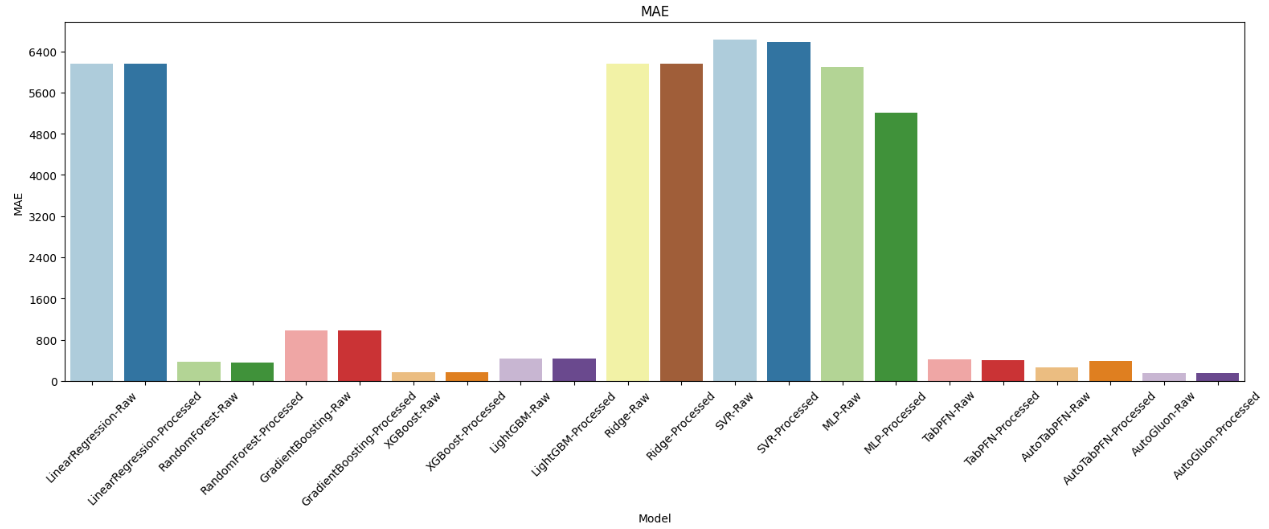 MAE
MAE
6400
5600
4800
4000
3200
2400
1600
800
0
LinearRegression-Raw
LinearRegression-Processed
RandomForest-Raw
RandomForest-Processed
GradientBoosting-Raw
GradientBoosting-Processed
XGBoost-Raw
XGBoost-Processed
LightGBM-Raw
LightGBM-Processed
Ridge-Raw
Ridge-Processed
SVR-Raw
SVR-Processed
MLP-Raw
MLP-Processed
TabPFN-Raw
TabPFN-Processed
AutoTabPFN-Raw
AutoTabPFN-Processed
AutoGluon-Raw
AutoGluon-Processed
Model